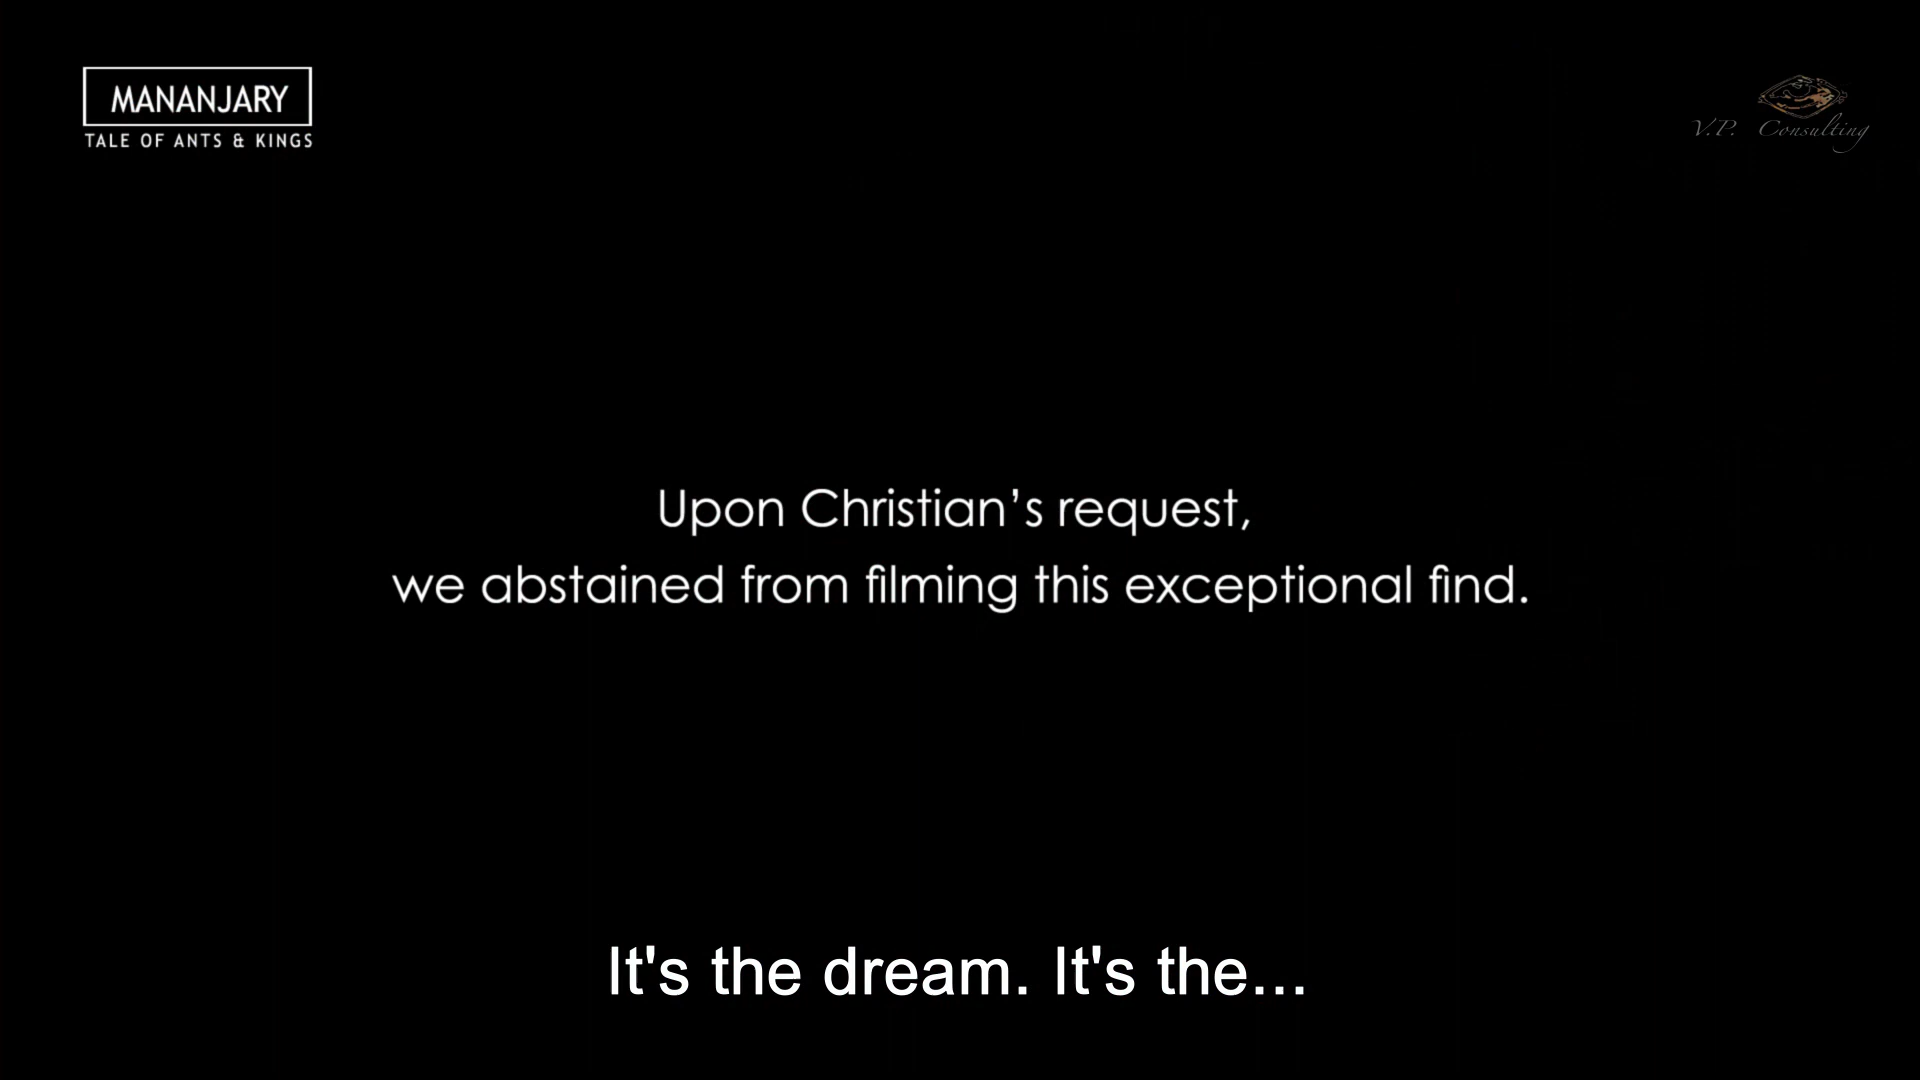 MANANJARY
TALE OF ANTS & KINGS
V.P. Consulting
Upon Christian’s request,
we abstained from filming this exceptional find.
It's the dream. It's the...